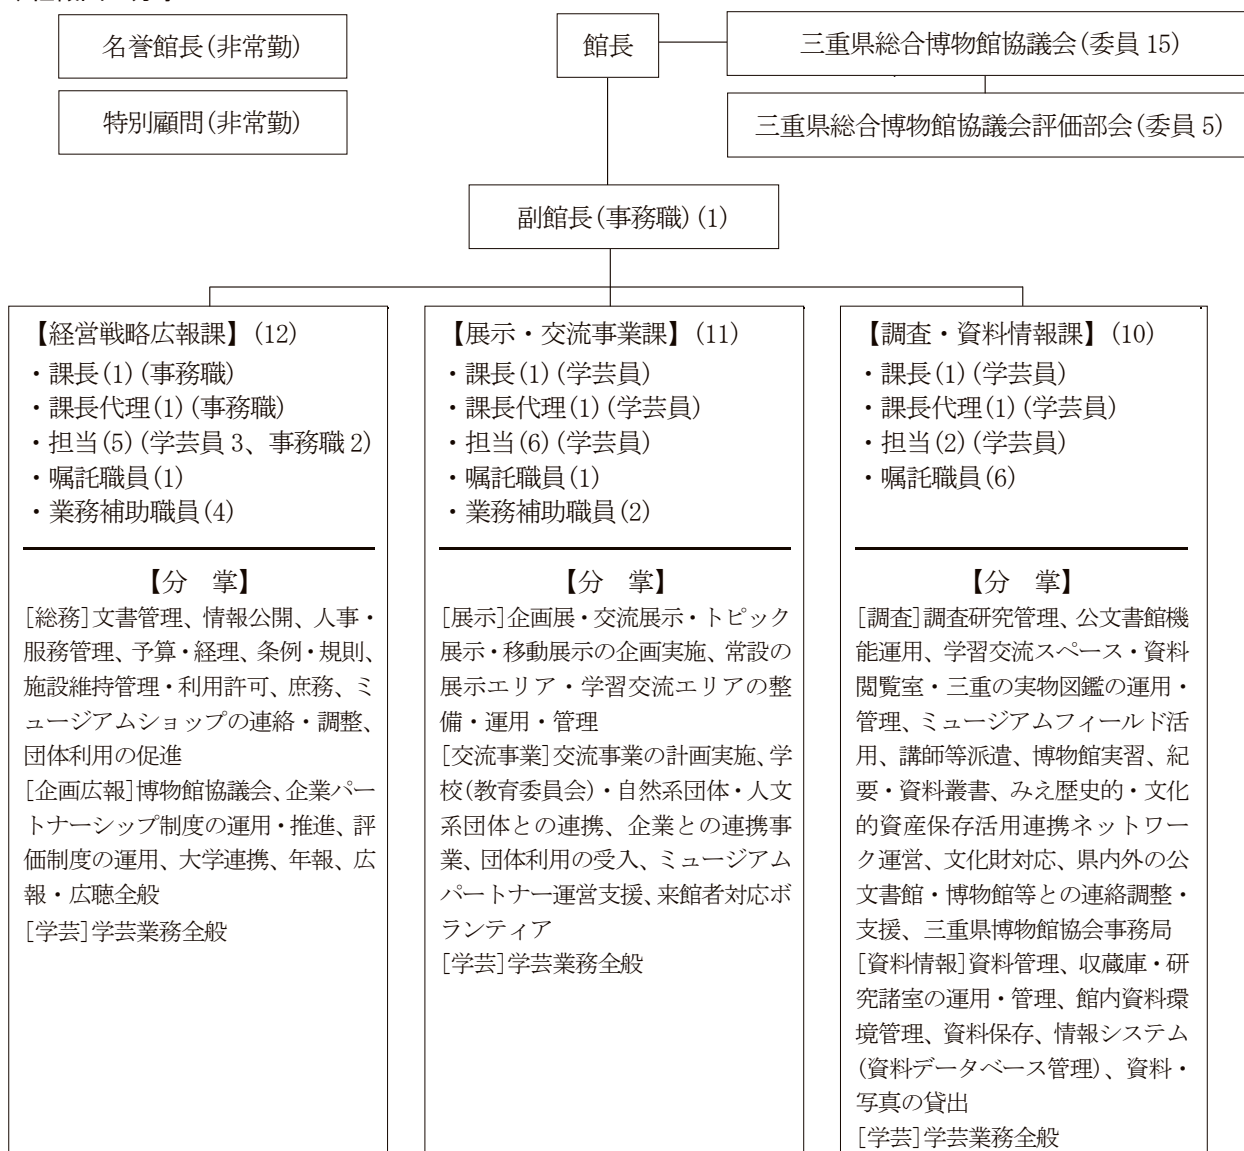 名誉館長(非常勤)
特別顧問(非常勤)
館長
三重県総合博物館協議会(委員 15)
三重県総合博物館協議会評価部会(委員 5)
副館長(事務職) (1)
【経営戦略広報課】 (12)
・課長(1) (事務職)
・課長代理(1) (事務職)
・担当(5) (学芸員 3、事務職 2)
・嘱託職員(1)
・業務補助職員(4)
【分 掌】
[総務]文書管理、情報公開、人事・
服務管理、予算・経理、条例・規則、
施設維持管理・利用許可、庶務、ミ
ュージアムショップの連絡・調整、
団体利用の促進
[企画広報]博物館協議会、企業パー
トナーシップ制度の運用・推進、評
価制度の運用、大学連携、年報、広
報・広聴全般
[学芸]学芸業務全般
【展示・交流事業課】 (11)
・課長(1) (学芸員)
・課長代理(1) (学芸員)
・担当(6) (学芸員)
・嘱託職員(1)
・業務補助職員(2)
【分 掌】
[展示]企画展・交流展示・トピック
展示・移動展示の企画実施、常設の
展示エリア・学習交流エリアの整
備・運用・管理
[交流事業]交流事業の計画実施、学
校(教育委員会)・自然系団体・人文
系団体との連携、企業との連携事
業、団体利用の受入、ミュージアム
パートナー運営支援、来館者対応ボ
ランティア
[学芸]学芸業務全般
【調査・資料情報課】 (10)
・課長(1) (学芸員)
・課長代理(1) (学芸員)
・担当(2) (学芸員)
・嘱託職員(6)
【分 掌】
[調査]調査研究管理、公文書館機
能運用、学習交流スペース・資料
閲覧室・三重の実物図鑑の運用・
管理、ミュージアムフィールド活
用、講師等派遣、博物館実習、紀
要・資料叢書、みえ歴史的・文化
的資産保存活用連携ネットワー
ク運営、文化財対応、県内外の公
文書館・博物館等との連絡調整・
支援、三重県博物館協会事務局
[資料情報]資料管理、収蔵庫・研
究諸室の運用・管理、館内資料環
境管理、資料保存、情報システム
(資料データベース管理)、資料・
写真の貸出
[学芸]学芸業務全般